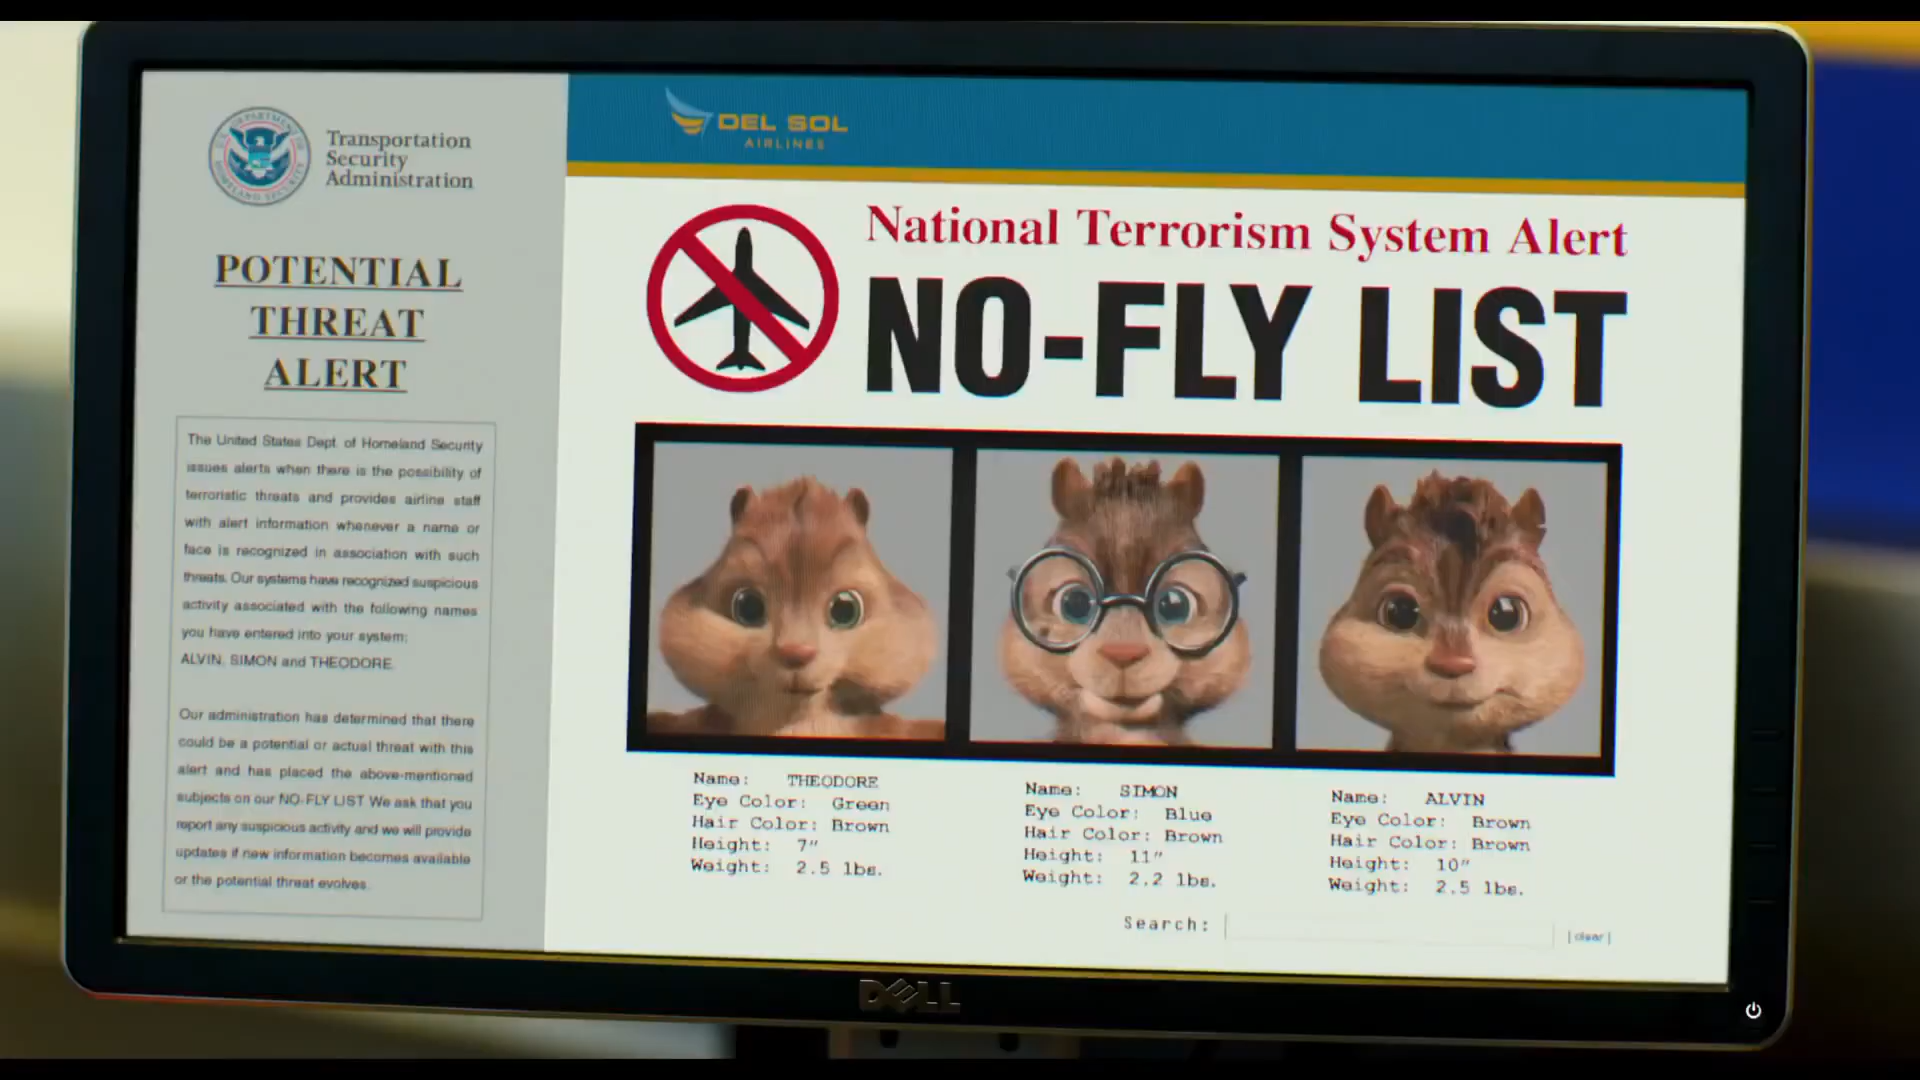 Transportation
Security
Administration
POTENTIAL
THREAT
ALERT
The United States Dept. of Homeland Security
issues alerts when there is the possibility of
terroristic threats and provides airline staff
with alert information whenever a name or
face is recognized in association with such
threats. Our systems have recognized suspicious
activity associated with the following names
you have entered into your system:
ALVIN, SIMON and THEODORE.
Our administration has determined that there
could be a potential or actual threat with this
alert and has placed the above-mentioned
subjects on our NO-FLY LIST We ask that you
report any suspicious activity and we will provide
updates if new information becomes available
or the potential threat evolves.
DEL SOL
AIRLINES
National Terrorism System Alert
NO-FLY LIST
Name: THEODORE
Eye Color: Green
Hair Color: Brown
Height: 7"
Weight: 2.5 lbs.
Name: SIMON
Eye Color: Blue
Hair Color: Brown
Height: 11"
Weight: 2.2 lbs.
Name: ALVIN
Eye Color: Brown
Hair Color: Brown
Height: 10"
Weight: 2.5 lbs.
Search:
|clear|
DELL